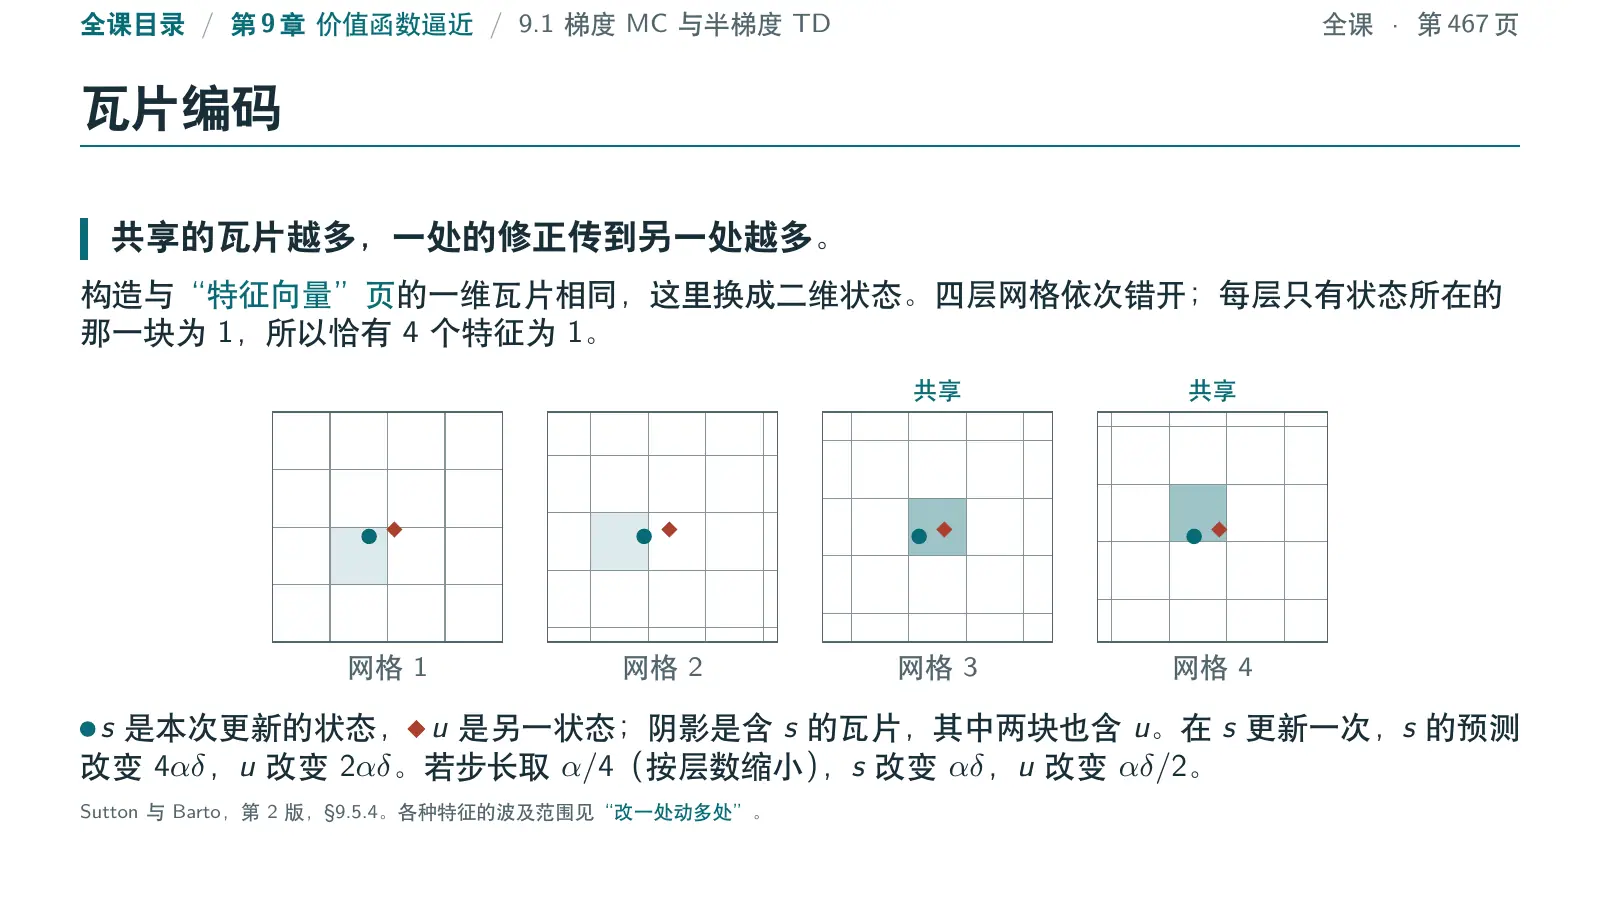 全课目录 / 第 9 章 价值函数逼近 / 9.1 梯度 MC 与半梯度 TD
全课 · 第 467 页
瓦片编码
共享的瓦片越多，一处的修正传到另一处越多。
构造与 “特征向量” 页的一维瓦片相同，这里换成二维状态。四层网格依次错开；每层只有状态所在的
那一块为 1，所以恰有 4 个特征为 1。
共享 共享
网格 1 网格 2 网格 3 网格 4
●s 是本次更新的状态，◆u 是另一状态；阴影是含 s 的瓦片，其中两块也含 u。在 s 更新一次，s 的预测
改变 4αδ，u 改变 2αδ。若步长取 α/4（按层数缩小），s 改变 αδ，u 改变 αδ/2。
Sutton 与 Barto，第 2 版，§9.5.4。各种特征的波及范围见 “改一处动多处” 。